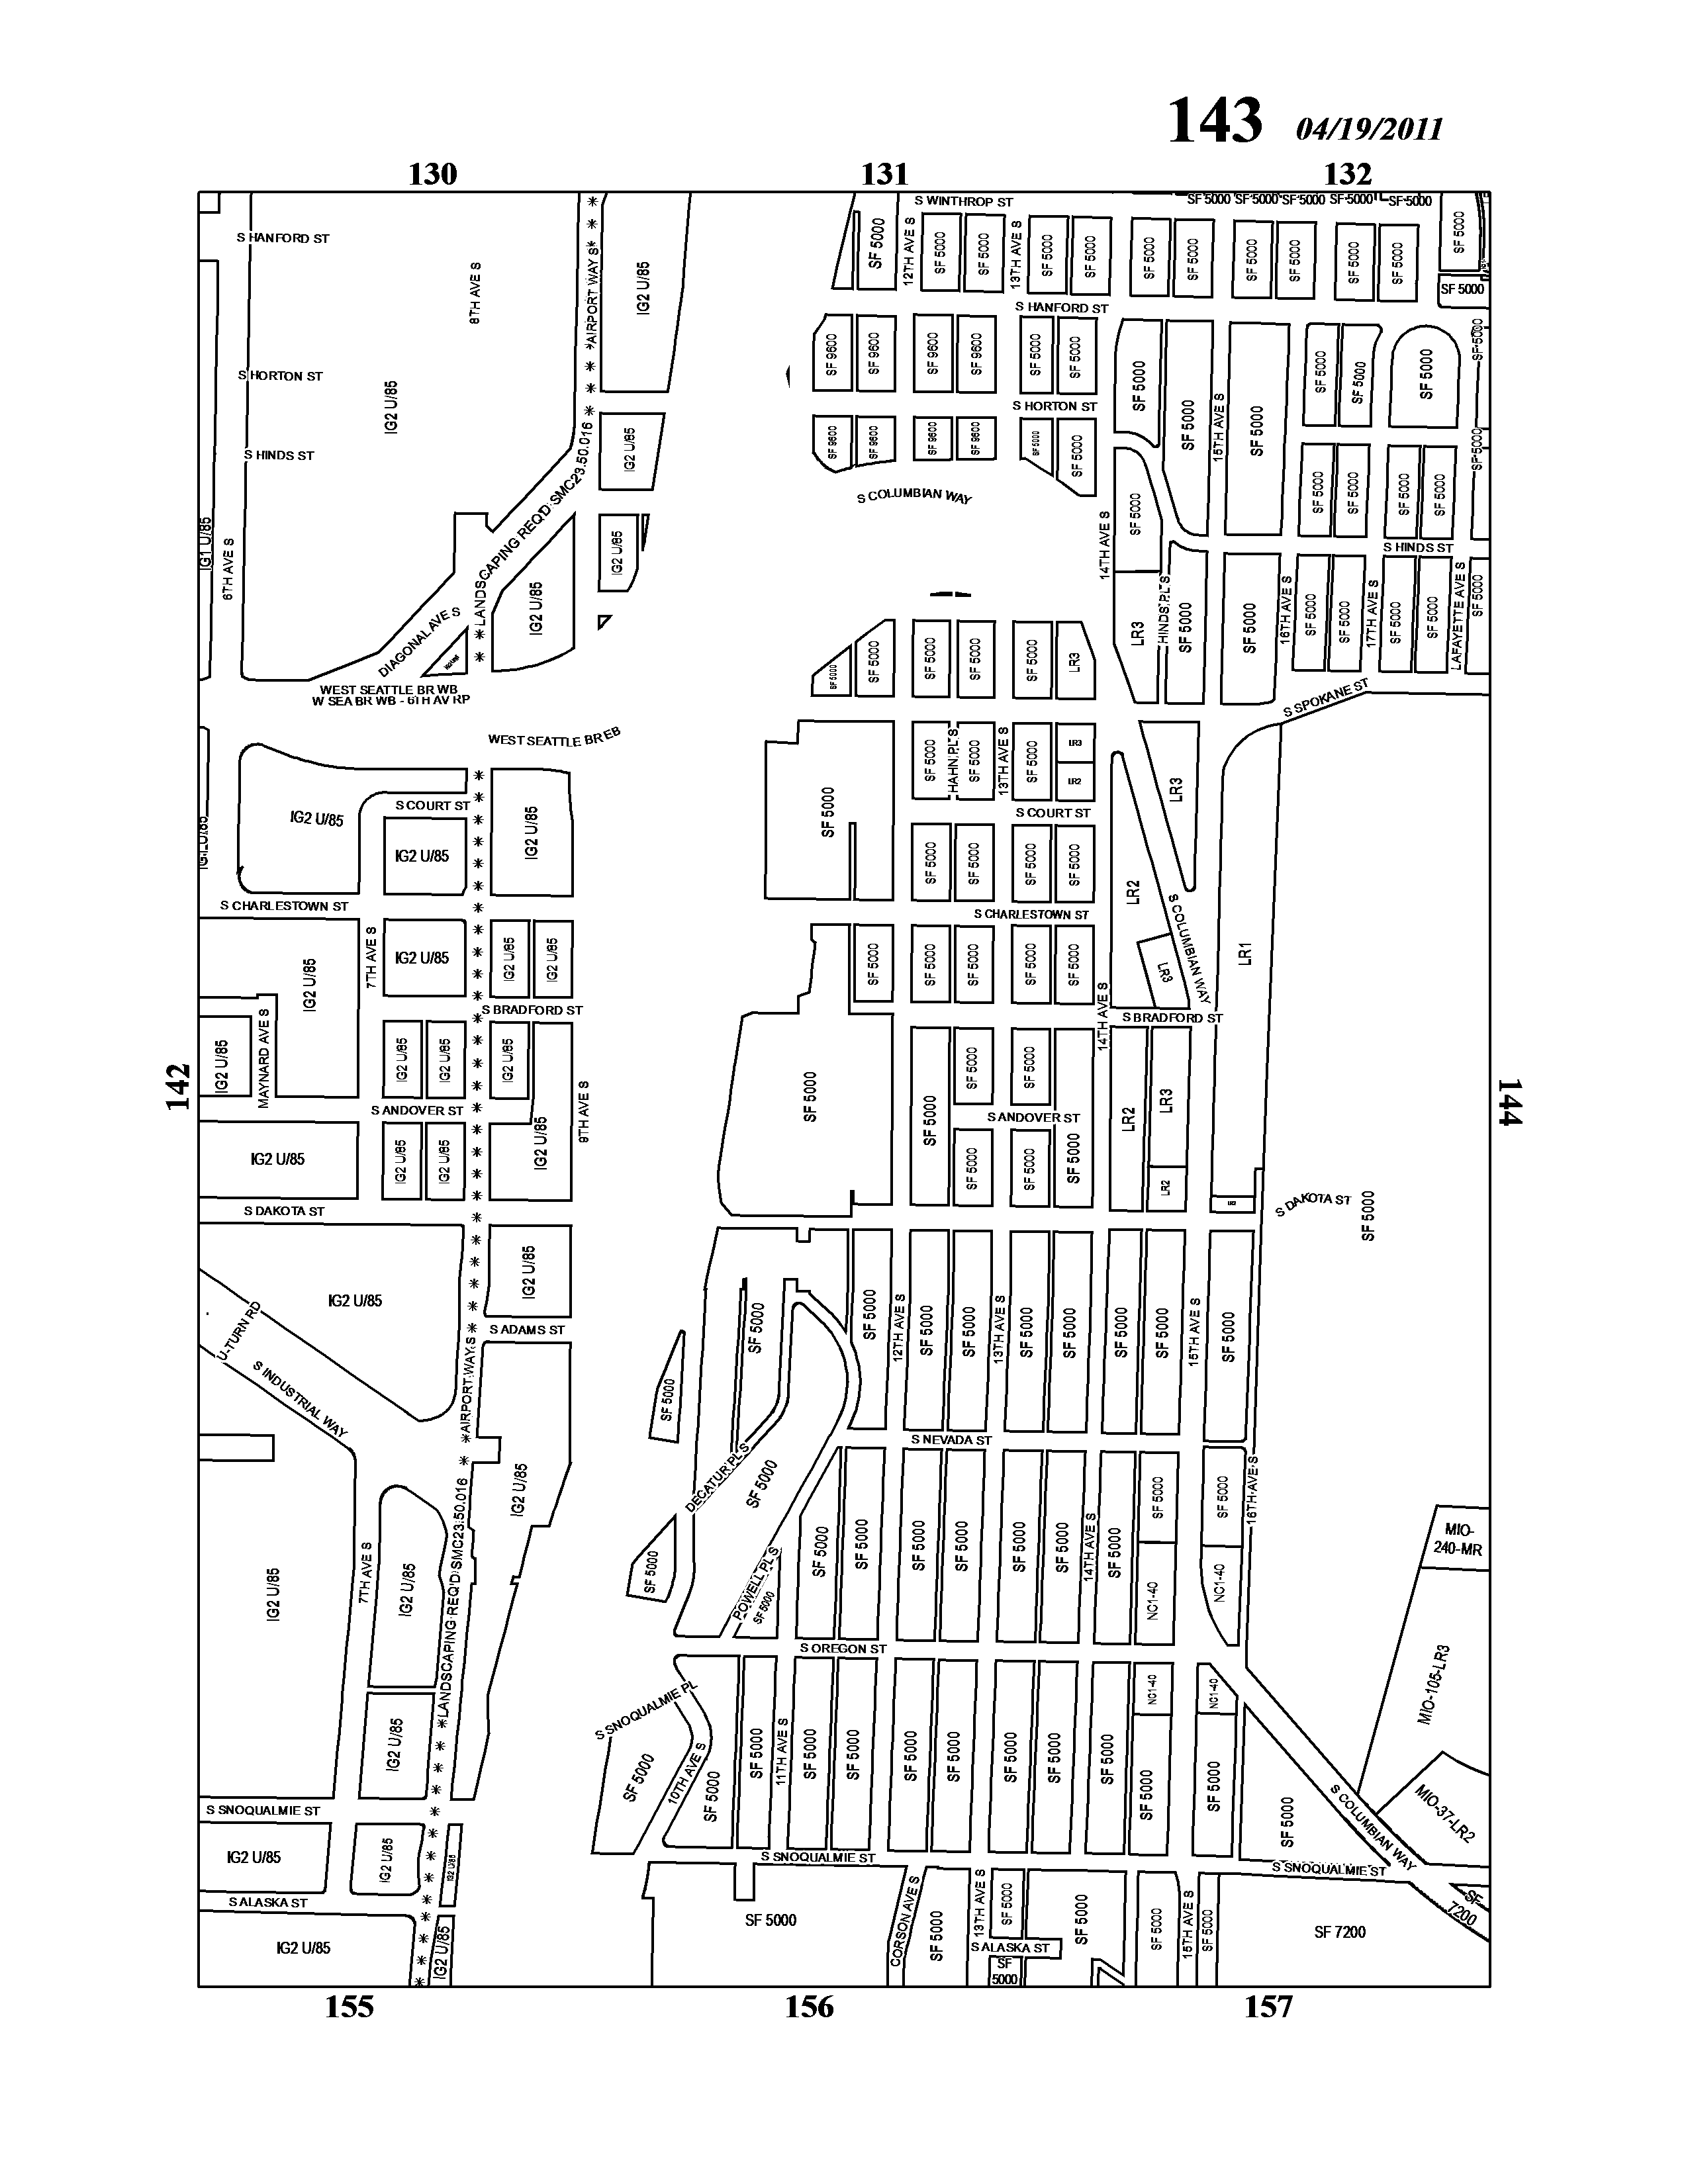 143 04/19/2011
130 131 132
S WINTHROP ST
SF 5000 SF 5000 SF 5000 SF 5000 SF 5000
S HANFORD ST
8TH AVE S
AIRPORT WAY S
IG2 U/85
SF 5000
12TH AVE S
SF 5000
SF 5000
13TH AVE S
SF 5000
SF 5000
SF 5000
SF 5000
SF 5000
SF 5000
SF 5000
SF 5000
SF 5000
SF 5000
S HANFORD ST
S HORTON ST
IG2 U/85
SF 9600
SF 9600
SF 9600
SF 9600
SF 5000
SF 5000
SF 5000
SF 5000
15TH AVE S
SF 5000
SF 5000
SF 5000
SF 5000
SF 5000
S HORTON ST
S HINDS ST
IG2 U/85
SF 9600
SF 9600
SF 9600
SF 9600
SF 5000
SF 5000
SF 5000
SF 5000
SF 5000
SF 5000
SF 5000
SF 5000
S COLUMBIAN WAY
LANDSCAPING REQ'D SMC23.50.016
IG1 U/85
6TH AVE S
IG2 U/85
IG2 U/85
14TH AVE S
S HINDS ST
DIAGONAL AVE S
SF 5000
SF 5000
SF 5000
SF 5000
SF 5000
LR3
LR3
HINDS PL S
SF 5000
SF 5000
16TH AVE S
SF 5000
SF 5000
17TH AVE S
SF 5000
SF 5000
LAFAYETTE AVE S
SF 5000
WEST SEATTLE BR WB
W SEA BR WB - 6TH AV RP
S SPOKANE ST
WEST SEATTLE BR EB
SF 5000
HAHN PL S
SF 5000
13TH AVE S
SF 5000
LR3
LR2
LR3
S COURT ST
IG2 U/85
IG2 U/85
SF 5000
S COURT ST
IG1 U/85
IG2 U/85
SF 5000
SF 5000
SF 5000
SF 5000
LR2
S CHARLESTOWN ST
S CHARLESTOWN ST
S COLUMBIAN WAY
7TH AVE S
IG2 U/85
IG2 U/85
IG2 U/85
IG2 U/85
SF 5000
SF 5000
SF 5000
SF 5000
SF 5000
LR3
LR1
S BRADFORD ST
14TH AVE S
S BRADFORD ST
142
IG2 U/85
MAYNARD AVE S
IG2 U/85
IG2 U/85
IG2 U/85
9TH AVE S
SF 5000
SF 5000
SF 5000
SF 5000
LR2
LR3
144
S ANDOVER ST
S ANDOVER ST
IG2 U/85
IG2 U/85
IG2 U/85
IG2 U/85
SF 5000
SF 5000
SF 5000
LR2
S DAKOTA ST
S DAKOTA ST
SF 5000
IG2 U/85
IG2 U/85
U-TURN RD
S ADAMS ST
SF 5000
SF 5000
12TH AVE S
SF 5000
SF 5000
13TH AVE S
SF 5000
SF 5000
SF 5000
SF 5000
15TH AVE S
SF 5000
S INDUSTRIAL WAY
AIRPORT WAY S
SF 5000
S NEVADA ST
DECATUR PL S
SF 5000
IG2 U/85
LANDSCAPING REQ'D SMC23.50.016
SF 5000
SF 5000
16TH AVE S
MIO-
240-MR
IG2 U/85
7TH AVE S
IG2 U/85
SF 5000
POWELL PL S
SF 5000
SF 5000
SF 5000
SF 5000
SF 5000
SF 5000
SF 5000
14TH AVE S
SF 5000
NC1-40
NC1-40
S OREGON ST
MIO-105-LR3
S SNOQUALMIE PL
NC1-40
NC1-40
IG2 U/85
SF 5000
10TH AVE S
SF 5000
SF 5000
11TH AVE S
SF 5000
SF 5000
SF 5000
SF 5000
SF 5000
SF 5000
SF 5000
SF 5000
SF 5000
SF 5000
S COLUMBIAN WAY
MIO-37-LR2
S SNOQUALMIE ST
S SNOQUALMIE ST
S SNOQUALMIE ST
IG2 U/85
IG2 U/85
IG2 U/85
S ALASKA ST
SF 5000
CORSON AVE S
SF 5000
13TH AVE S
SF 5000
SF 5000
SF 5000
15TH AVE S
SF 5000
SF
7200
SF 7200
IG2 U/85
IG2 U/85
S ALASKA ST
SF
5000
155 156 157